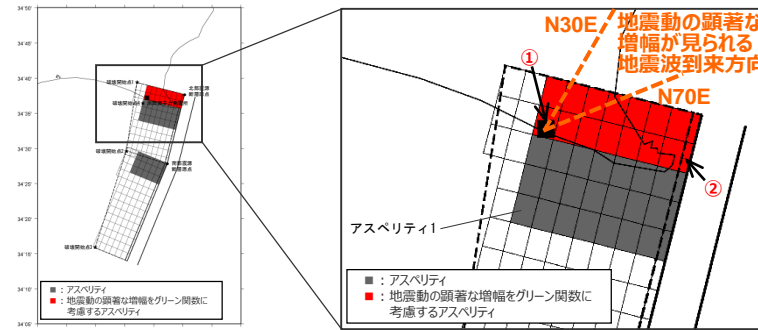 34˚50'
34˚40'
34˚35'
34˚30'
34˚25'
34˚20'
34˚15'
34˚10'
34˚05'
破壊開始点1
北部震源
断層原点
破壊開始点2
南部震源
断層原点
破壊開始点3
■ : アスペリティ
■ : 地震動の顕著な増幅をグリーン関数に
考慮するアスペリティ
N30E
地震動の顕著な
増幅が見られる
地震波到来方向
N70E
①
②
アスペリティ1
■ : アスペリティ
■ : 地震動の顕著な増幅をグリーン関数に
考慮するアスペリティ